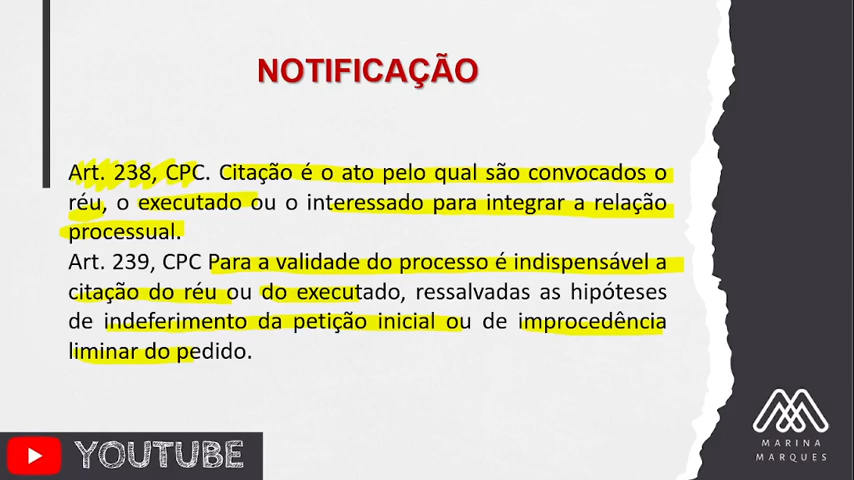 NOTIFICAÇÃO
Art. 238, CPC. Citação é o ato pelo qual são convocados o
réu, o executado ou o interessado para integrar a relação
processual.
Art. 239, CPC Para a validade do processo é indispensável a
citação do réu ou do executado, ressalvadas as hipóteses
de indeferimento da petição inicial ou de improcedência
liminar do pedido.
YOUTUBE
MARINA
MARQUES